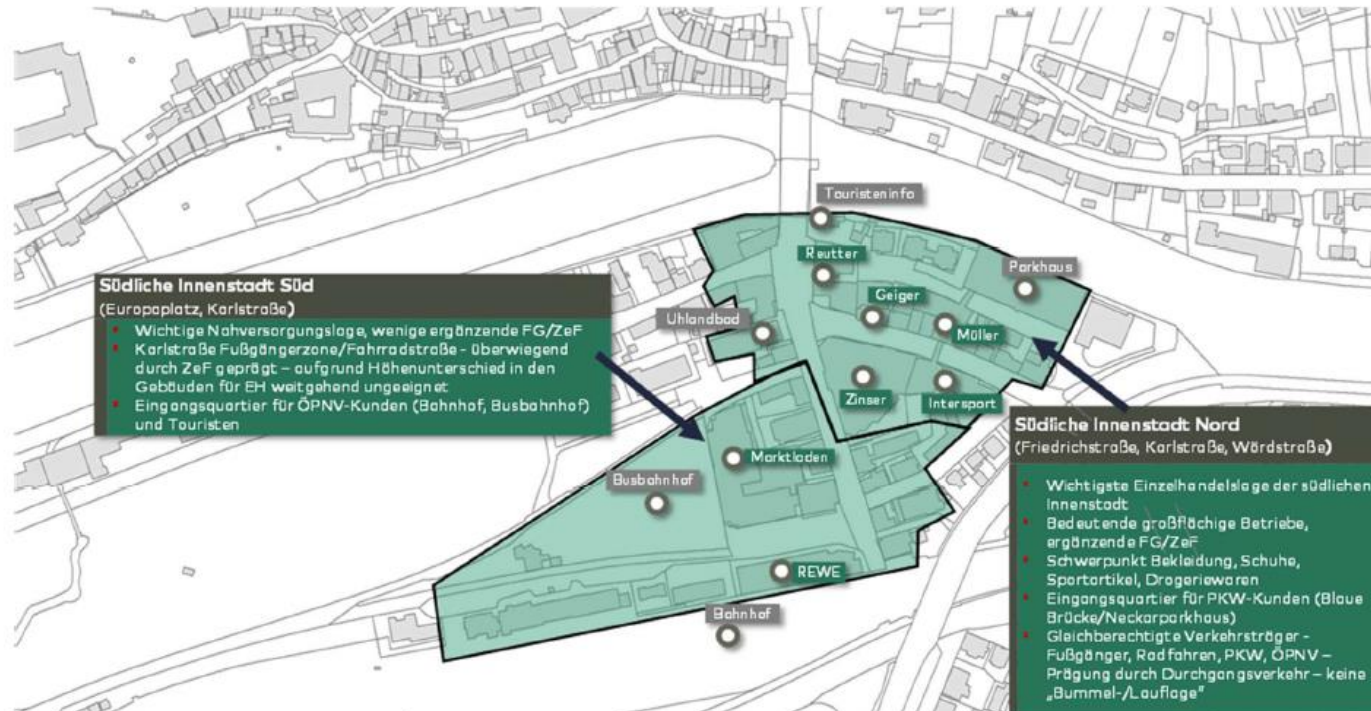 Touristeninfo
Reutter
Parkhaus
Geiger
Uhlandbad
Müller
Zinser
Intersport
Südliche Innenstadt Süd
(Europaplatz, Karlstraße)
Wichtige Nahversorgungslage, wenige ergänzende FG/ZeF
Karlstraße Fußgängerzone/Fahrradstraße - überwiegend
durch ZeF geprägt – aufgrund Höhenunterschied in den
Gebäuden für EH weitgehend ungeeignet
Eingangsquartier für ÖPNV-Kunden (Bahnhof, Busbahnhof)
und Touristen
Marktladen
Busbahnhof
REWE
Bahnhof
Südliche Innenstadt Nord
(Friedrichstraße, Karlstraße, Wördstraße)
Wichtigste Einzelhandelslage der südlichen
Innenstadt
Bedeutende großflächige Betriebe,
ergänzende FG/ZeF
Schwerpunkt Bekleidung, Schuhe,
Sportartikel, Drogeriewaren
Eingangsquartier für PKW-Kunden (Blaue
Brücke/Neckarparkhaus)
Gleichberechtigte Verkehrsträger -
Fußgänger, Radfahren, PKW, ÖPNV –
Prägung durch Durchgangsverkehr – keine
„Bummel-/Lauflage"